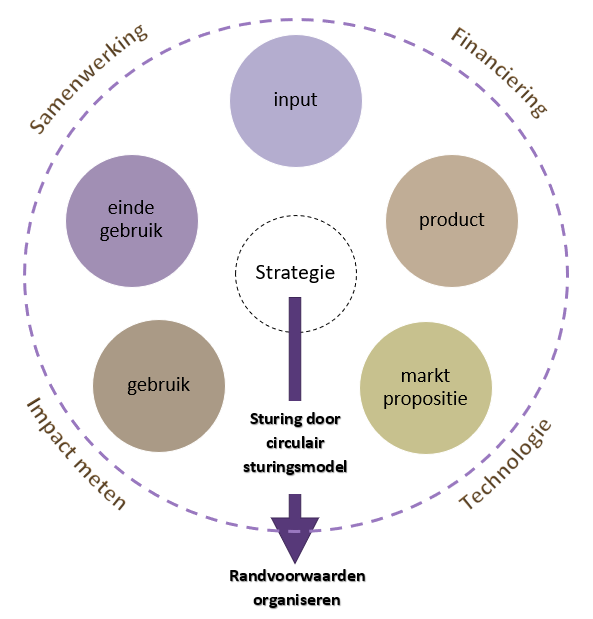 Samenwerking
Financiering
input
einde
gebruik
product
Strategie
gebruik
markt
propositie
Sturing door
circulair
sturingsmodel
Impact meten
Technologie
Randvoorwaarden
organiseren